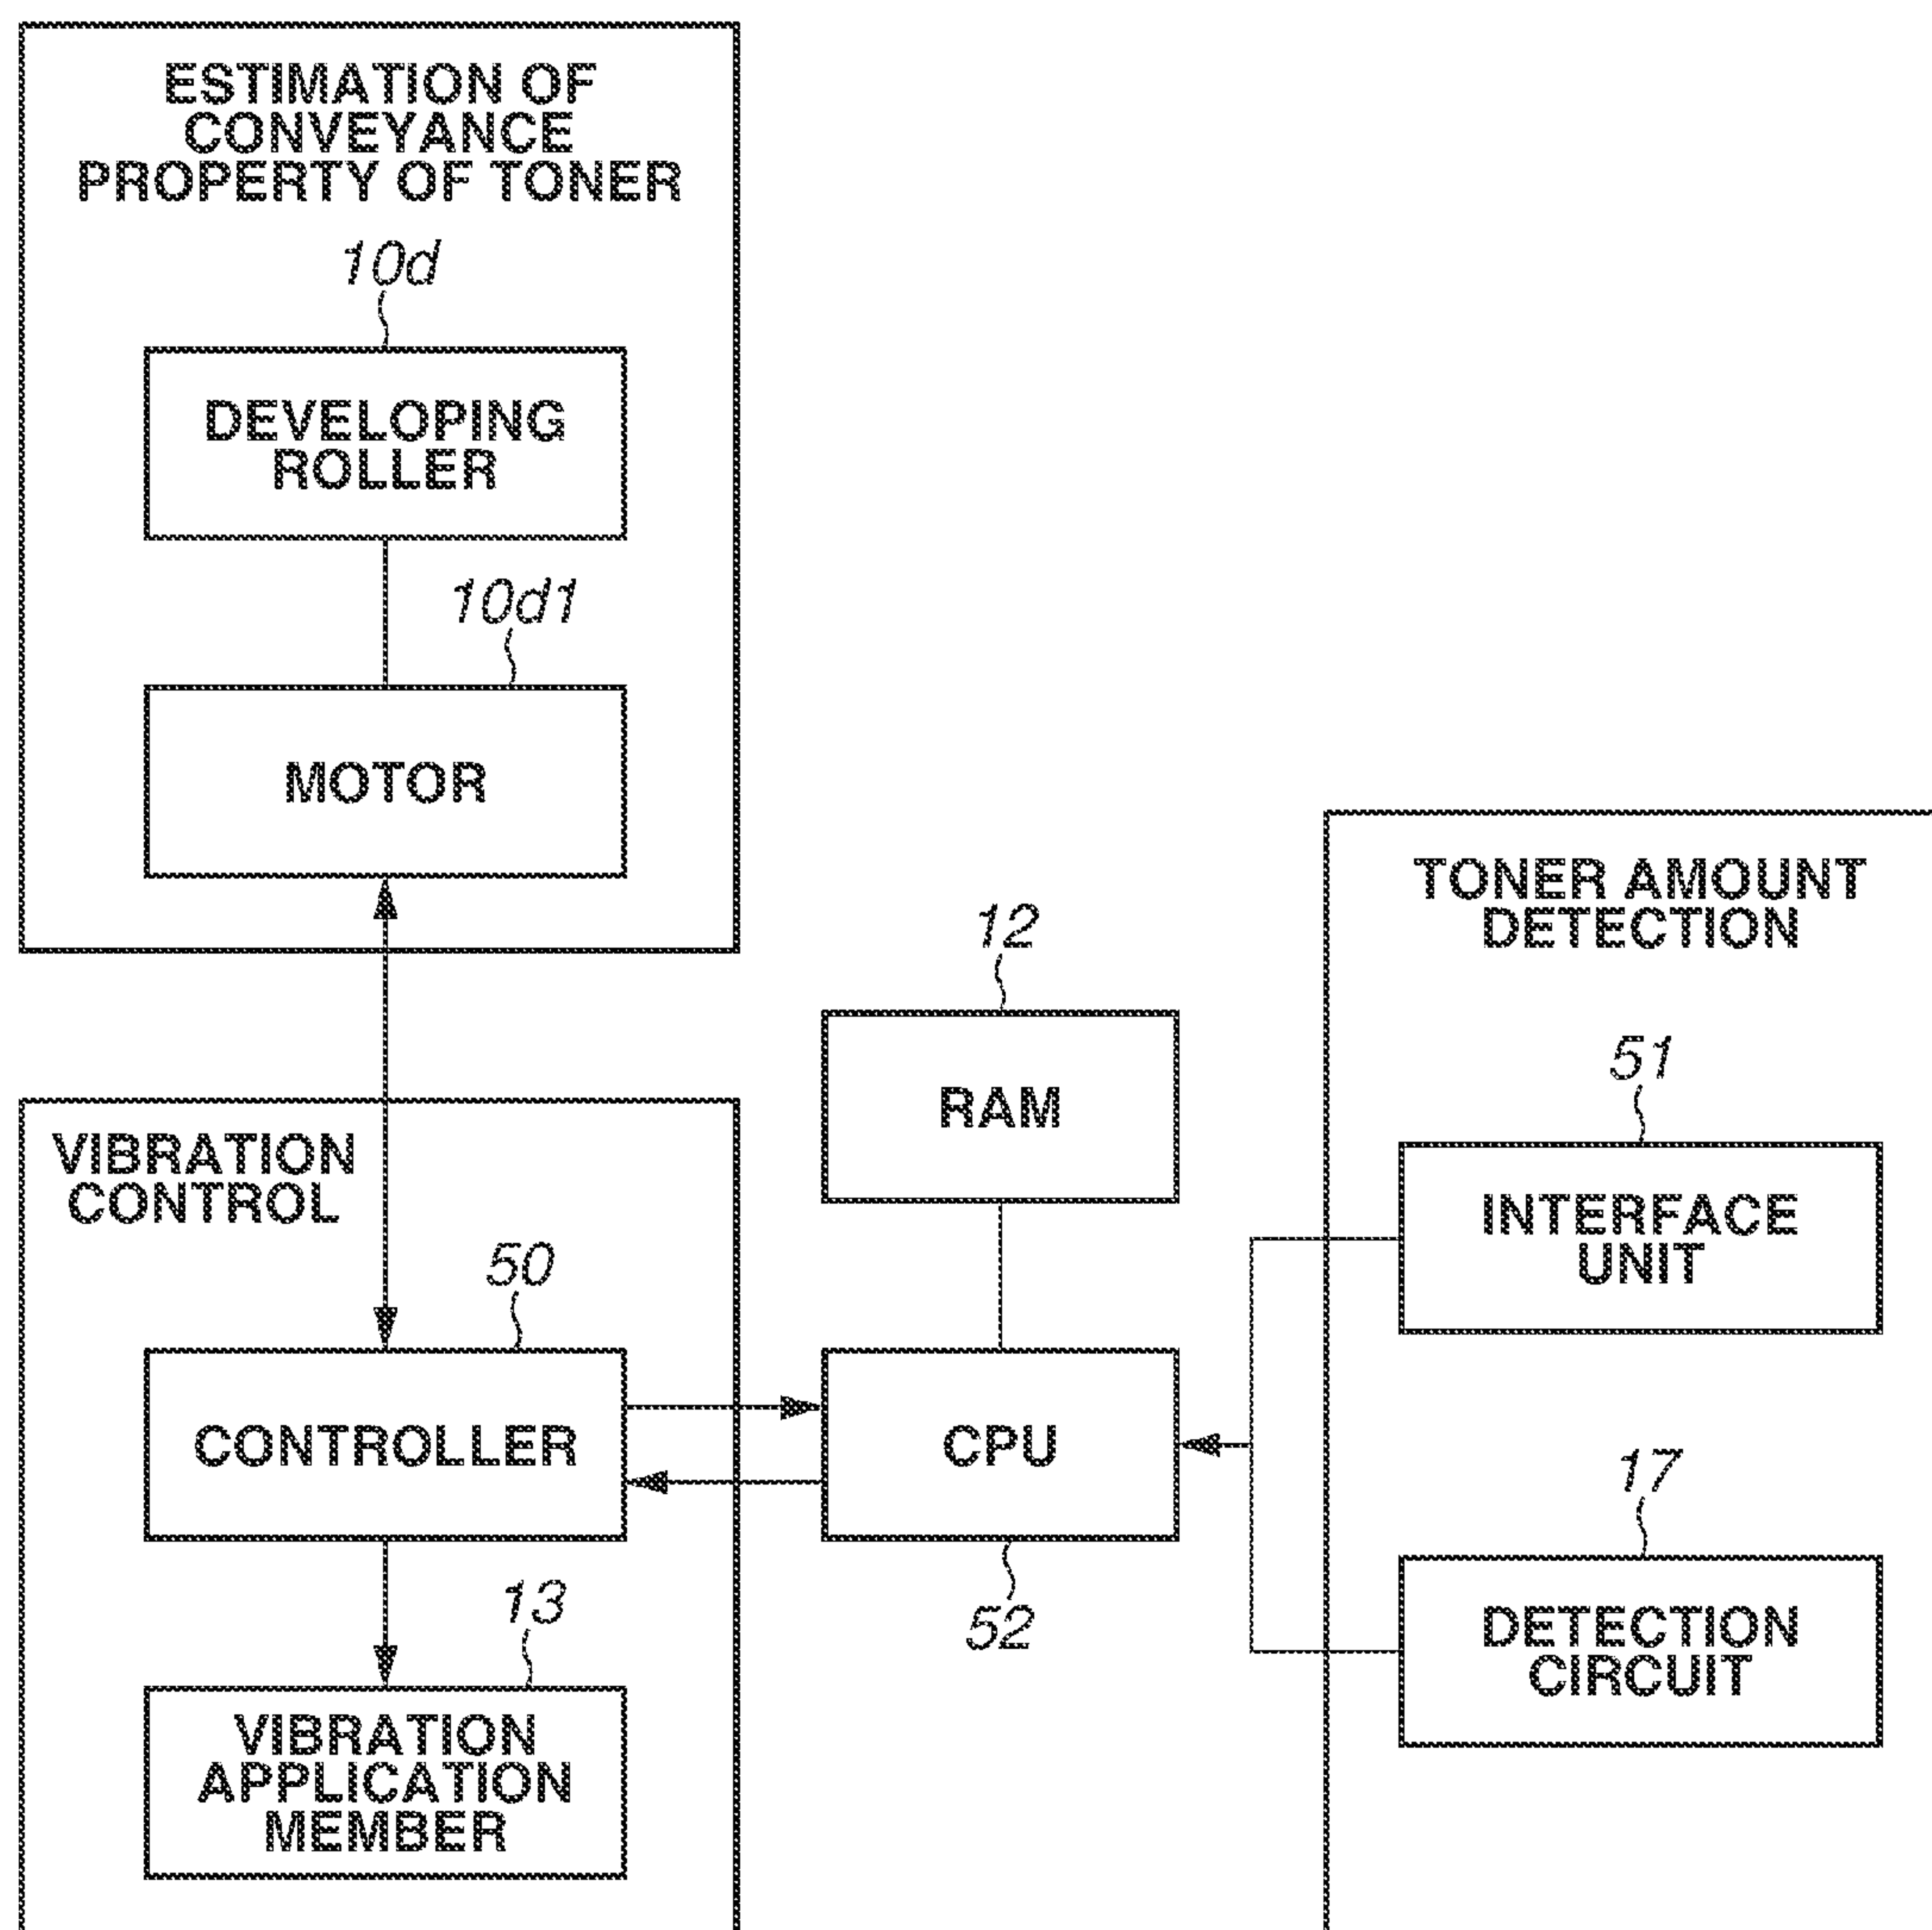 ESTIMATION OF
CONVEYANCE
PROPERTY OF TONER
10d
DEVELOPING
ROLLER
10d1
MOTOR
VIBRATION
CONTROL
50
CONTROLLER
13
VIBRATION
APPLICATION
MEMBER
12
RAM
CPU
52
TONER AMOUNT
DETECTION
51
INTERFACE
UNIT
17
DETECTION
CIRCUIT